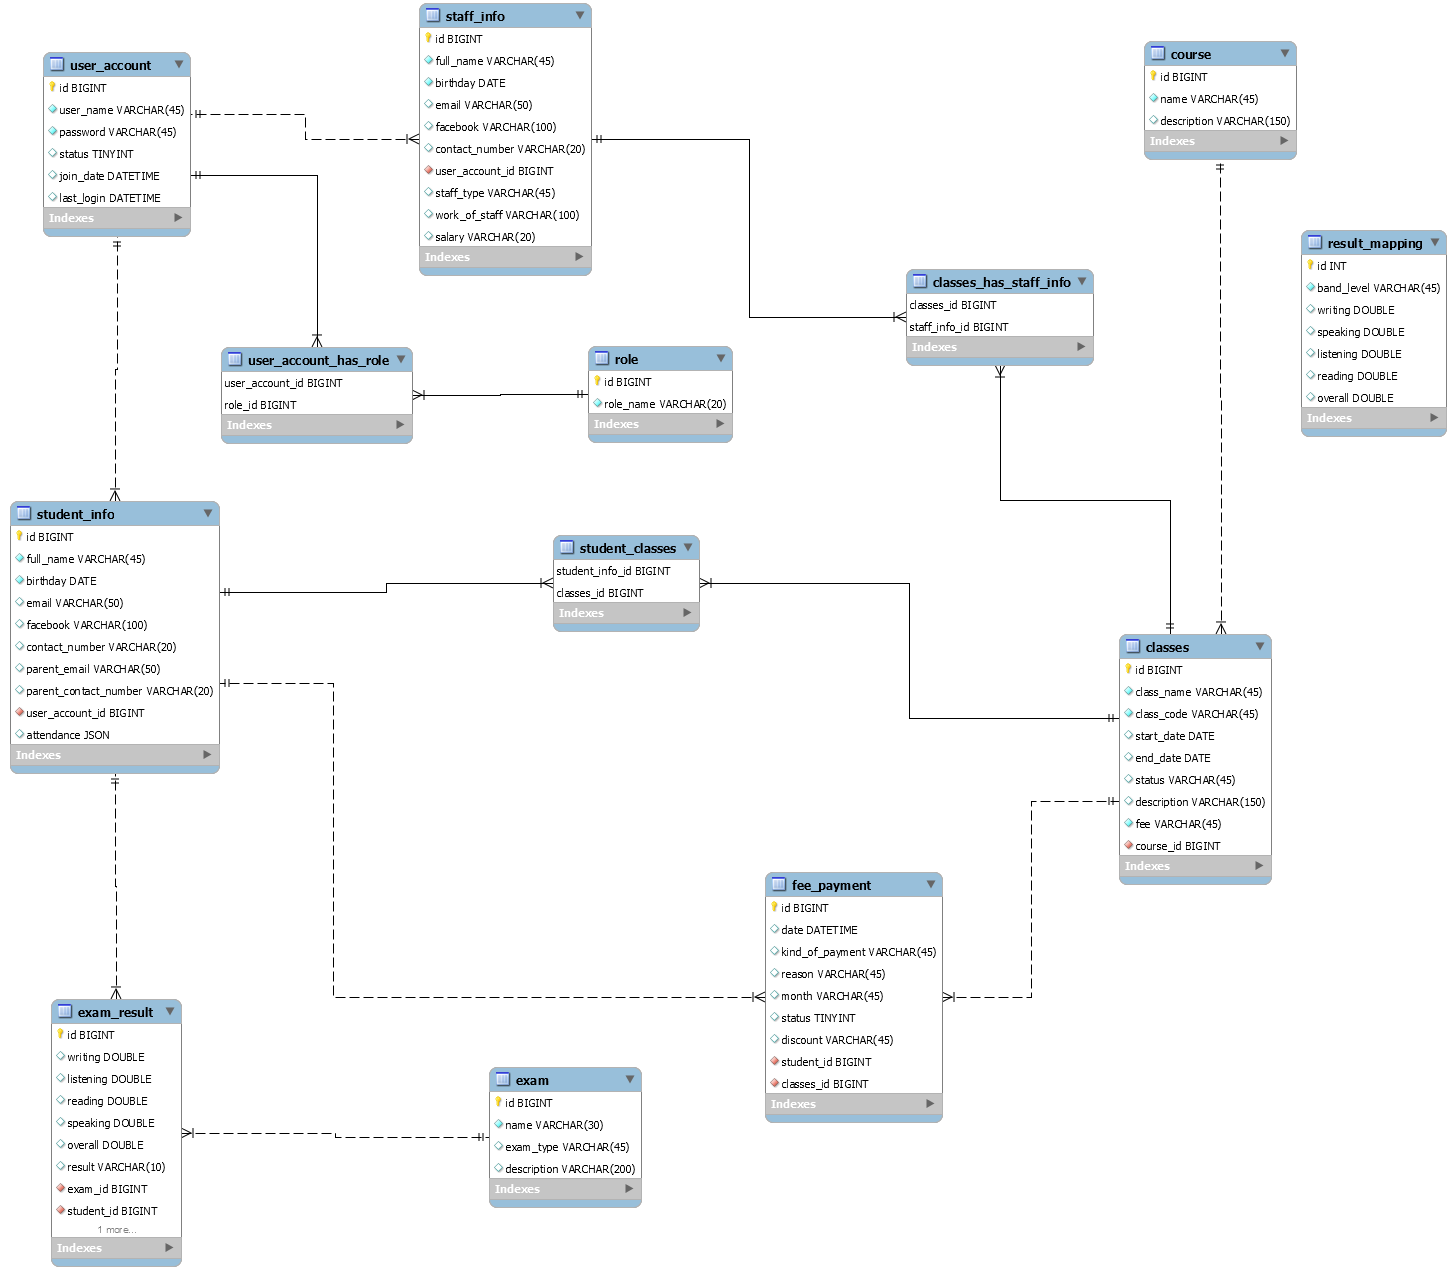 staff_info
id BIGINT
full_name VARCHAR(45)
birthday DATE
email VARCHAR(50)
facebook VARCHAR(100)
contact_number VARCHAR(20)
user_account_id BIGINT
staff_type VARCHAR(45)
work_of_staff VARCHAR(100)
salary VARCHAR(20)
Indexes
user_account
id BIGINT
user_name VARCHAR(45)
password VARCHAR(45)
status TINYINT
join_date DATETIME
last_login DATETIME
Indexes
course
id BIGINT
name VARCHAR(45)
description VARCHAR(150)
Indexes
result_mapping
id INT
band_level VARCHAR(45)
writing DOUBLE
speaking DOUBLE
listening DOUBLE
reading DOUBLE
overall DOUBLE
Indexes
classes_has_staff_info
classes_id BIGINT
staff_info_id BIGINT
Indexes
user_account_has_role
user_account_id BIGINT
role_id BIGINT
Indexes
role
id BIGINT
role_name VARCHAR(20)
Indexes
student_info
id BIGINT
full_name VARCHAR(45)
birthday DATE
email VARCHAR(50)
facebook VARCHAR(100)
contact_number VARCHAR(20)
parent_email VARCHAR(50)
parent_contact_number VARCHAR(20)
user_account_id BIGINT
attendance JSON
Indexes
student_classes
student_info_id BIGINT
classes_id BIGINT
Indexes
classes
id BIGINT
class_name VARCHAR(45)
class_code VARCHAR(45)
start_date DATE
end_date DATE
status VARCHAR(45)
description VARCHAR(150)
fee VARCHAR(45)
course_id BIGINT
Indexes
fee_payment
id BIGINT
date DATETIME
kind_of_payment VARCHAR(45)
reason VARCHAR(45)
month VARCHAR(45)
status TINYINT
discount VARCHAR(45)
student_id BIGINT
classes_id BIGINT
Indexes
exam_result
id BIGINT
writing DOUBLE
listening DOUBLE
reading DOUBLE
speaking DOUBLE
overall DOUBLE
result VARCHAR(10)
exam_id BIGINT
student_id BIGINT
1 more...
Indexes
exam
id BIGINT
name VARCHAR(30)
exam_type VARCHAR(45)
description VARCHAR(200)
Indexes